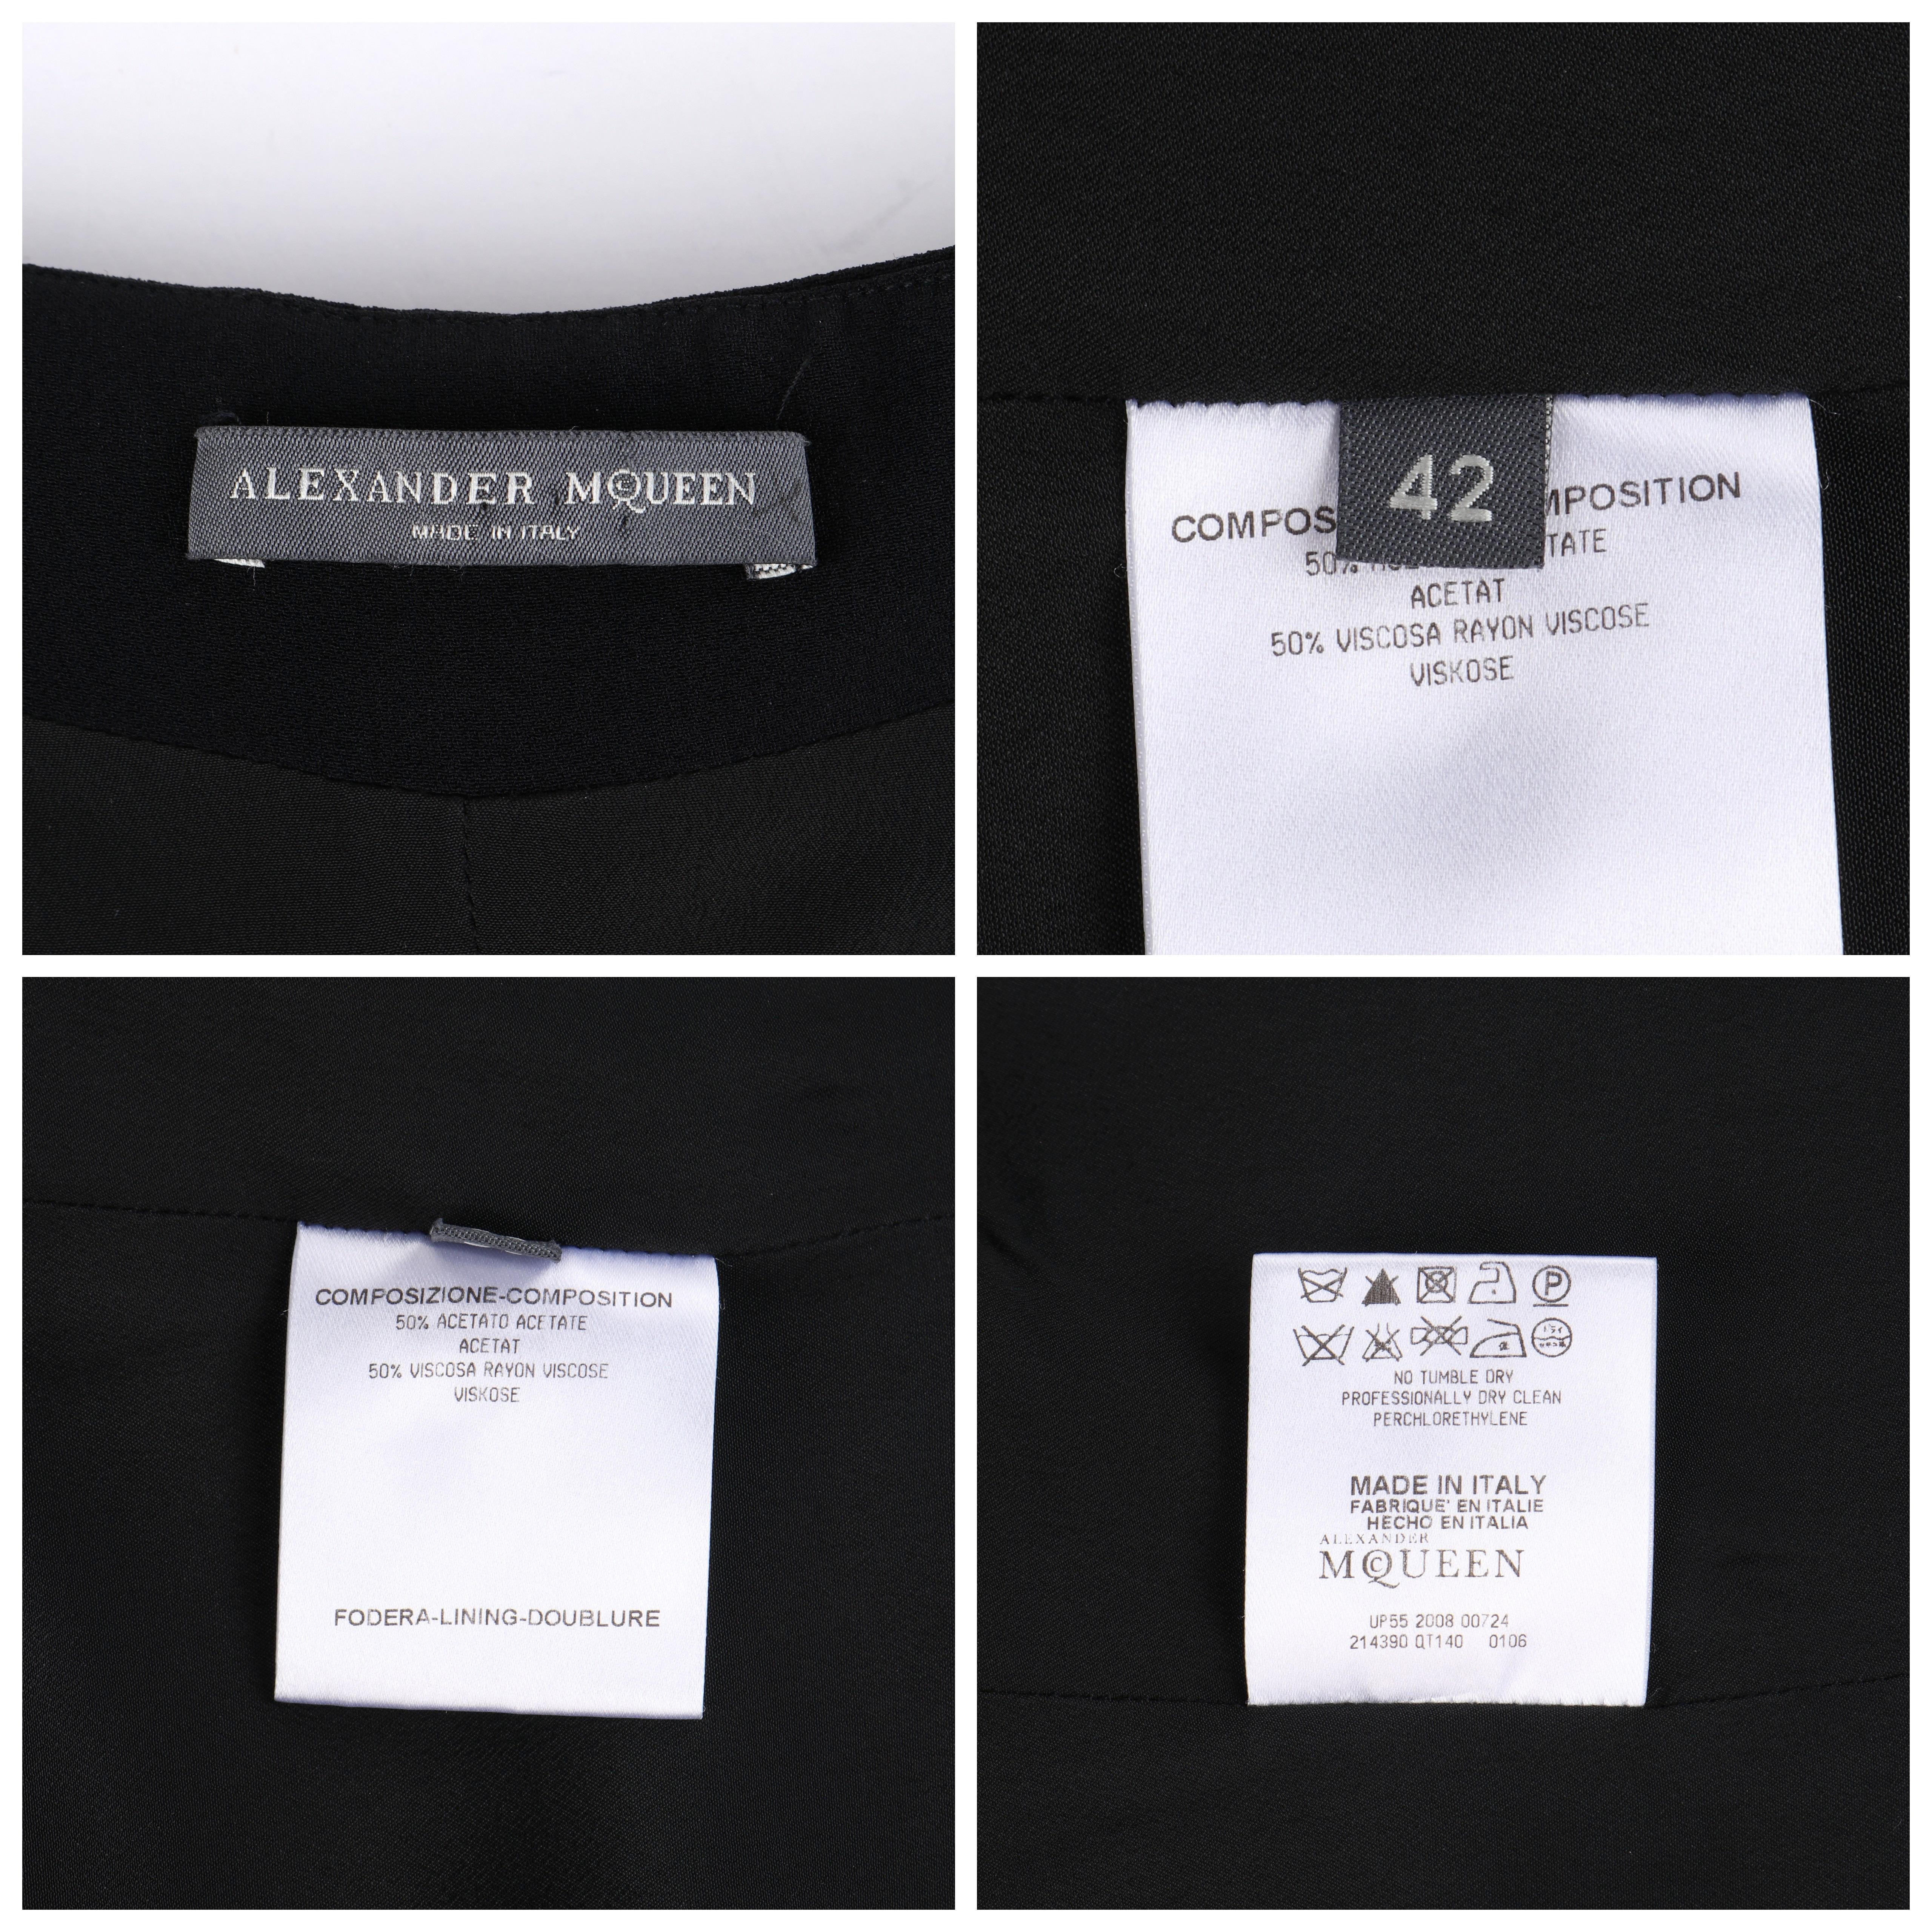 ALEXANDER MCQUEEN
MADE IN ITALY
42
COMPOS MPOSITION
50% TATE
ACETAT
50% VISCOSA RAYON VISCOSE
VISKOSE
COMPOSIZIONE-COMPOSITION
50% ACETATO ACETATE
ACETAT
50% VISCOSA RAYON VISCOSE
VISKOSE
FODERA-LINING-DOUBLURE
P
NO TUMBLE DRY
PROFESSIONALLY DRY CLEAN
PERCHLORETHYLENE
MADE IN ITALY
FABRIQUE' EN ITALIE
HECHO EN ITALIA
ALEXANDER
MCQUEEN
UP55 2008 00724
214390 QT140 0106